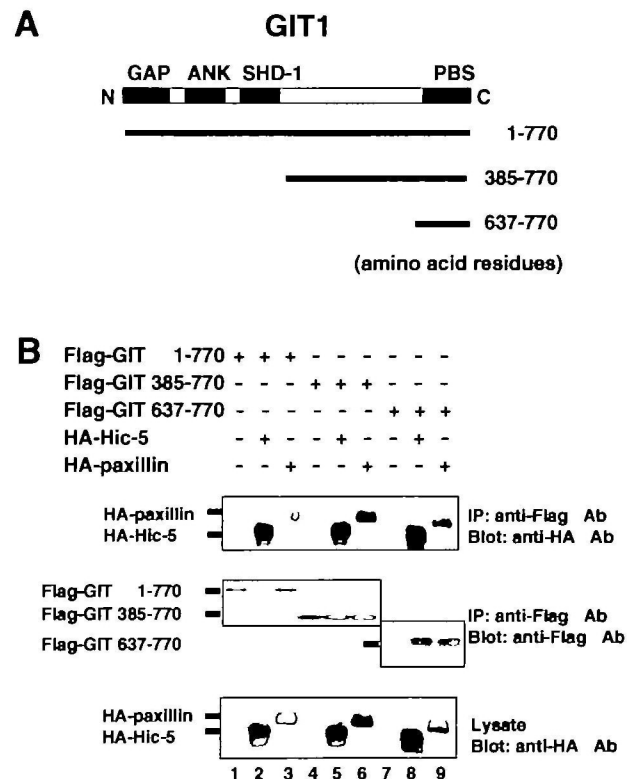 A GIT1
GAP ANK SHD-1 PBS
N C
1-770
385-770
637-770
(amino acid residues)
B Flag-GIT 1-770 + + + - - - - - -
Flag-GIT 385-770 - - - + + + - - -
Flag-GIT 637-770 - - - - - - + + +
HA-Hic-5 - + - - + - - + -
HA-paxillin - - + - - + - - +
HA-paxillin IP: anti-Flag Ab
HA-Hic-5 Blot: anti-HA Ab
Flag-GIT 1-770
Flag-GIT 385-770 IP: anti-Flag Ab
Flag-GIT 637-770 Blot: anti-Flag Ab
HA-paxillin Lysate
HA-Hic-5 Blot: anti-HA Ab
1 2 3 4 5 6 7 8 9